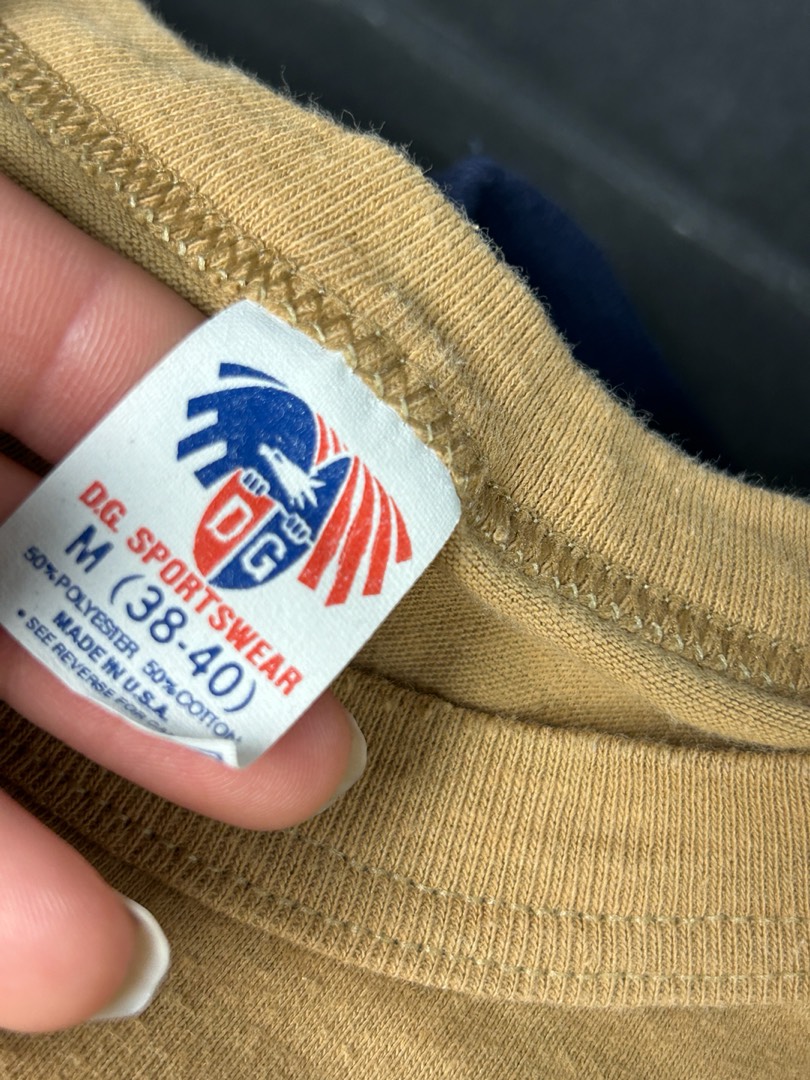 DG
D.G. SPORTSWEAR
M (38-40)
50% POLYESTER 50% COTTON
MADE IN U.S.A.
• SEE REVERSE FOR